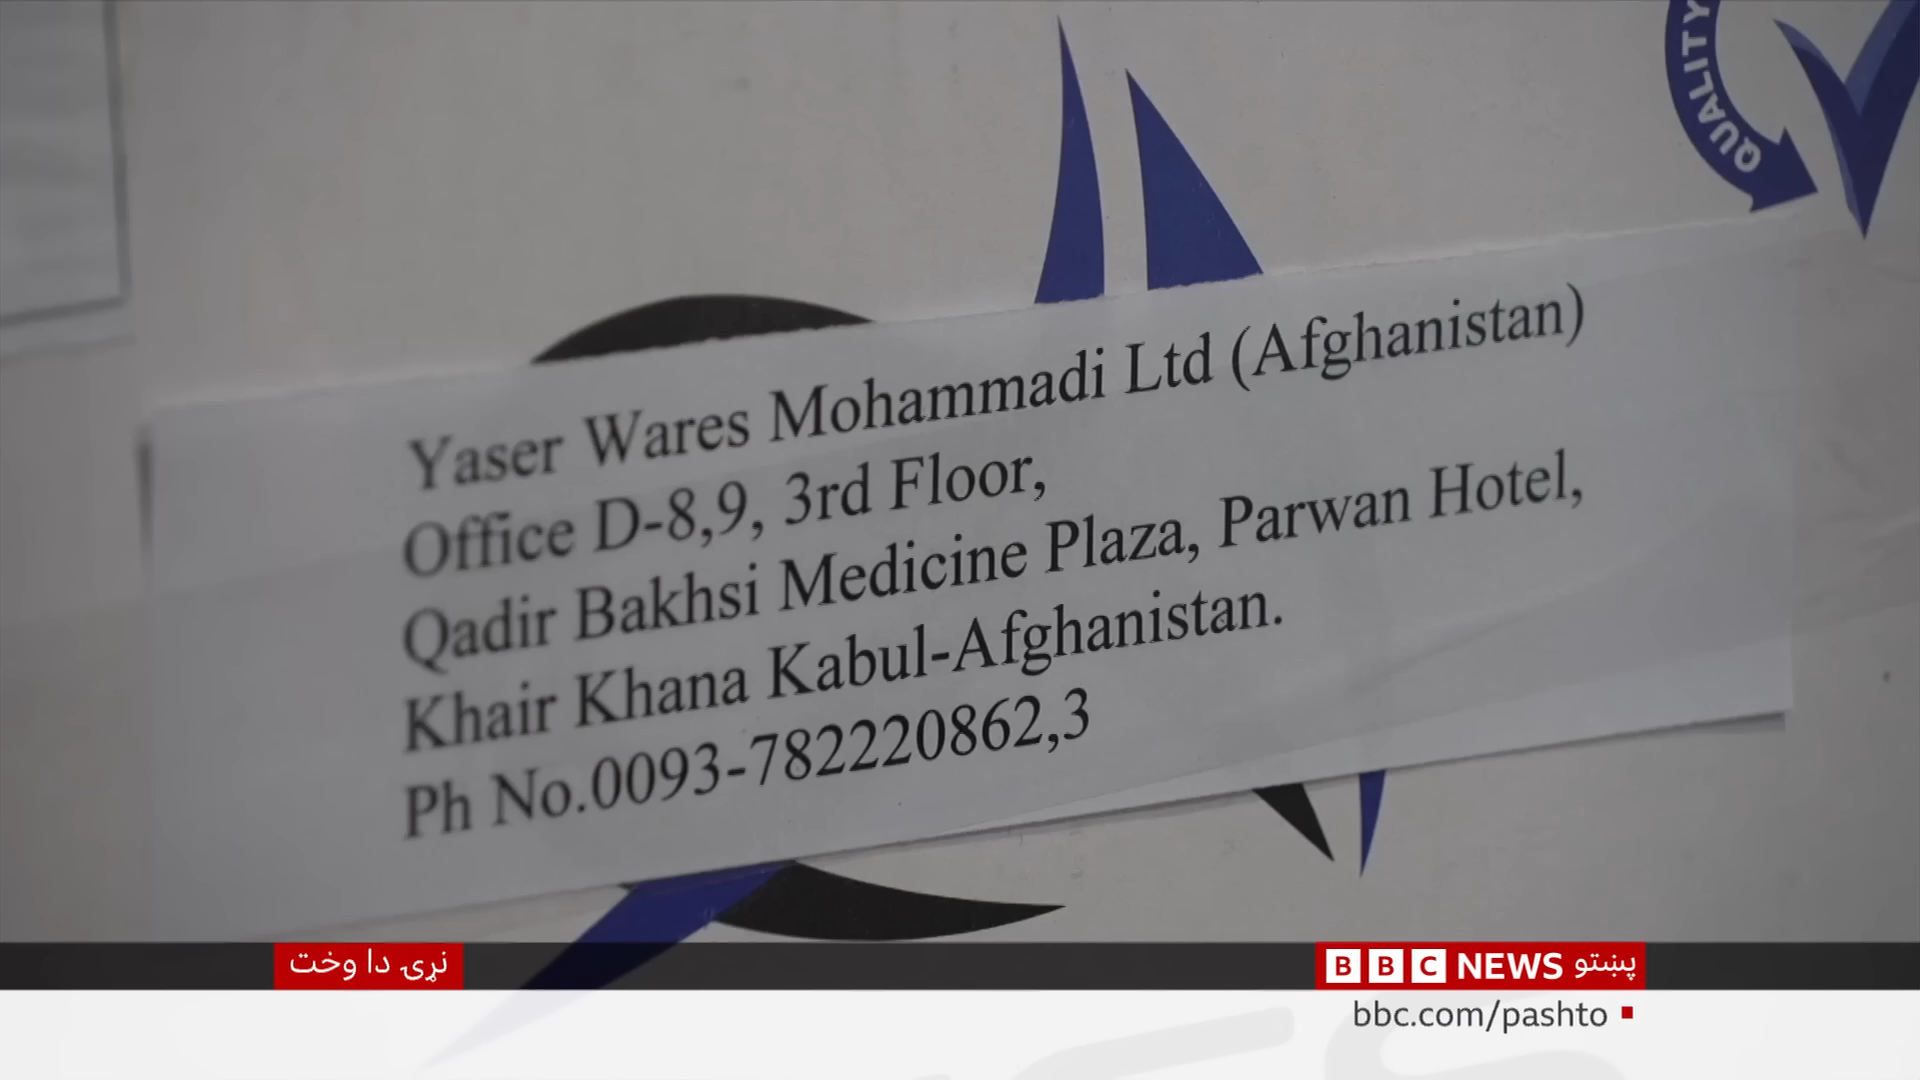 QUALITY
Yaser Wares Mohammadi Ltd (Afghanistan)
Office D-8,9, 3rd Floor,
Qadir Bakhsi Medicine Plaza, Parwan Hotel,
Khair Khana Kabul-Afghanistan.
Ph No.0093-782220862,3
نړۍ دا وخت
BBC NEWS پښتو
bbc.com/pashto